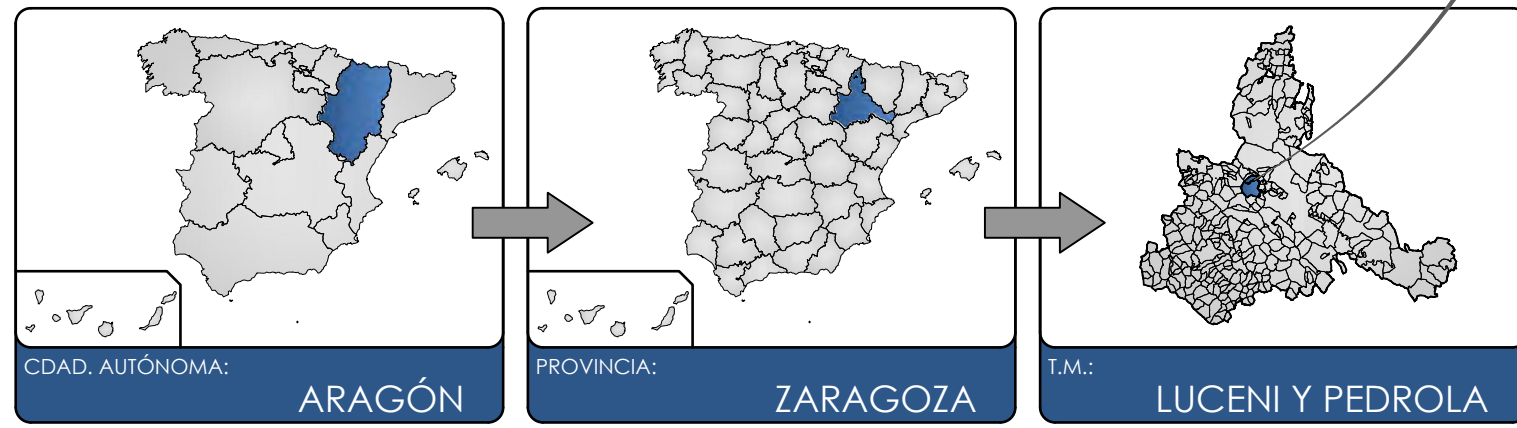 CDAD. AUTÓNOMA:
ARAGÓN
PROVINCIA:
ZARAGOZA
T.M.:
LUCENI Y PEDROLA